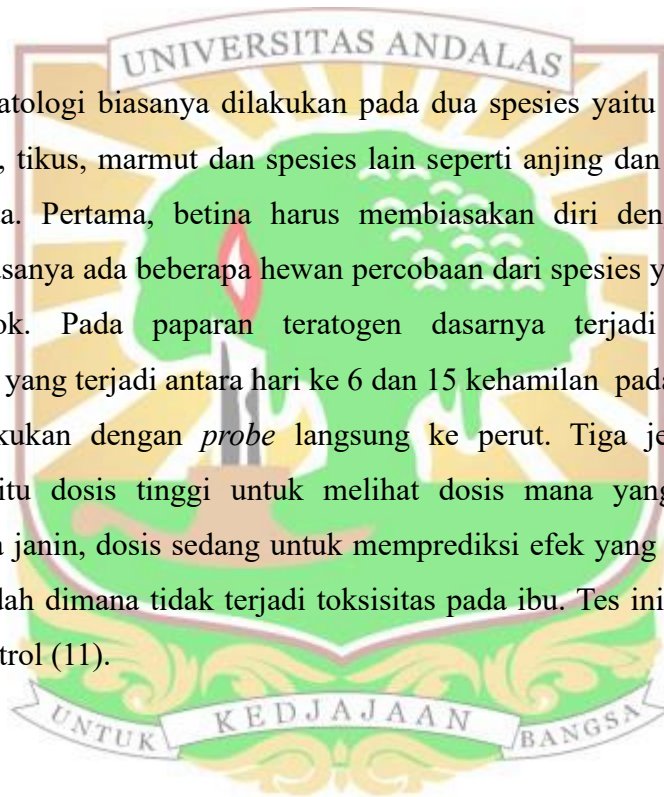 UNIVERSITAS ANDALAS
atologi biasanya dilakukan pada dua spesies yaitu
, tikus, marmut dan spesies lain seperti anjing dan
a. Pertama, betina harus membiasakan diri den
asanya ada beberapa hewan percobaan dari spesies y
ok. Pada paparan teratogen dasarnya terjadi
yang terjadi antara hari ke 6 dan 15 kehamilan pada
kukan dengan probe langsung ke perut. Tiga je
itu dosis tinggi untuk melihat dosis mana yang
a janin, dosis sedang untuk memprediksi efek yang
dah dimana tidak terjadi toksisitas pada ibu. Tes ini
trol (11).
UNTUK KEDJAJAAN BANGSA